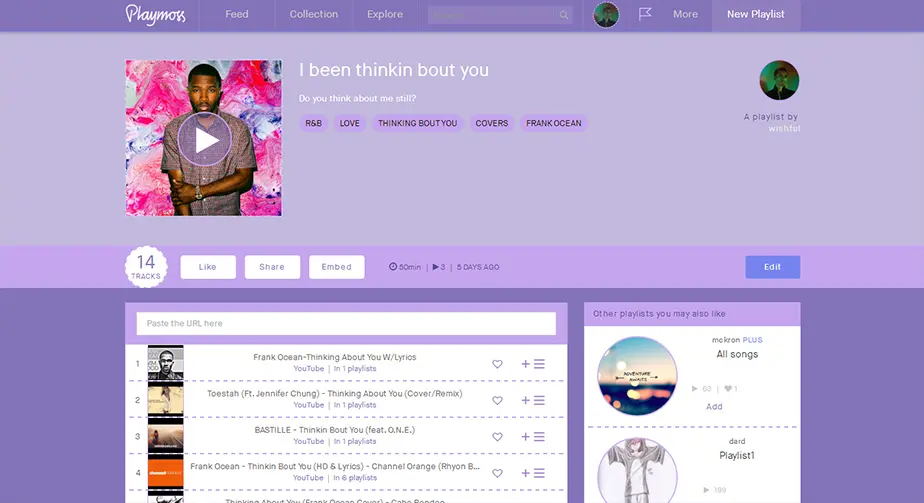 Playmoss
Feed
Collection
Explore
More
New Playlist
I been thinkin bout you
Do you think about me still?
R&B
LOVE
THINKING BOUT YOU
COVERS
FRANK OCEAN
A playlist by
wishful
14
TRACKS
Like
Share
Embed
50min | 3 | 5 DAYS AGO
Edit
Paste the URL here
1
Frank Ocean-Thinking About You W/Lyrics
YouTube | In 1 playlists
2
Toestah (Ft. Jennifer Chung) - Thinking About You (Cover/Remix)
YouTube | In 1 playlists
3
BASTILLE - Thinkin Bout You (feat. O.N.E.)
YouTube | In 1 playlists
4
Frank Ocean - Thinkin Bout You (HD & Lyrics) - Channel Orange (Rhyon B...
YouTube | In 6 playlists
Thinking About You (Frank Ocean Cover) -
Other playlists you may also like
ADVENTURE
AWAITS
mckron PLUS
All songs
62 | 1
Add
dard
Playlist1
199